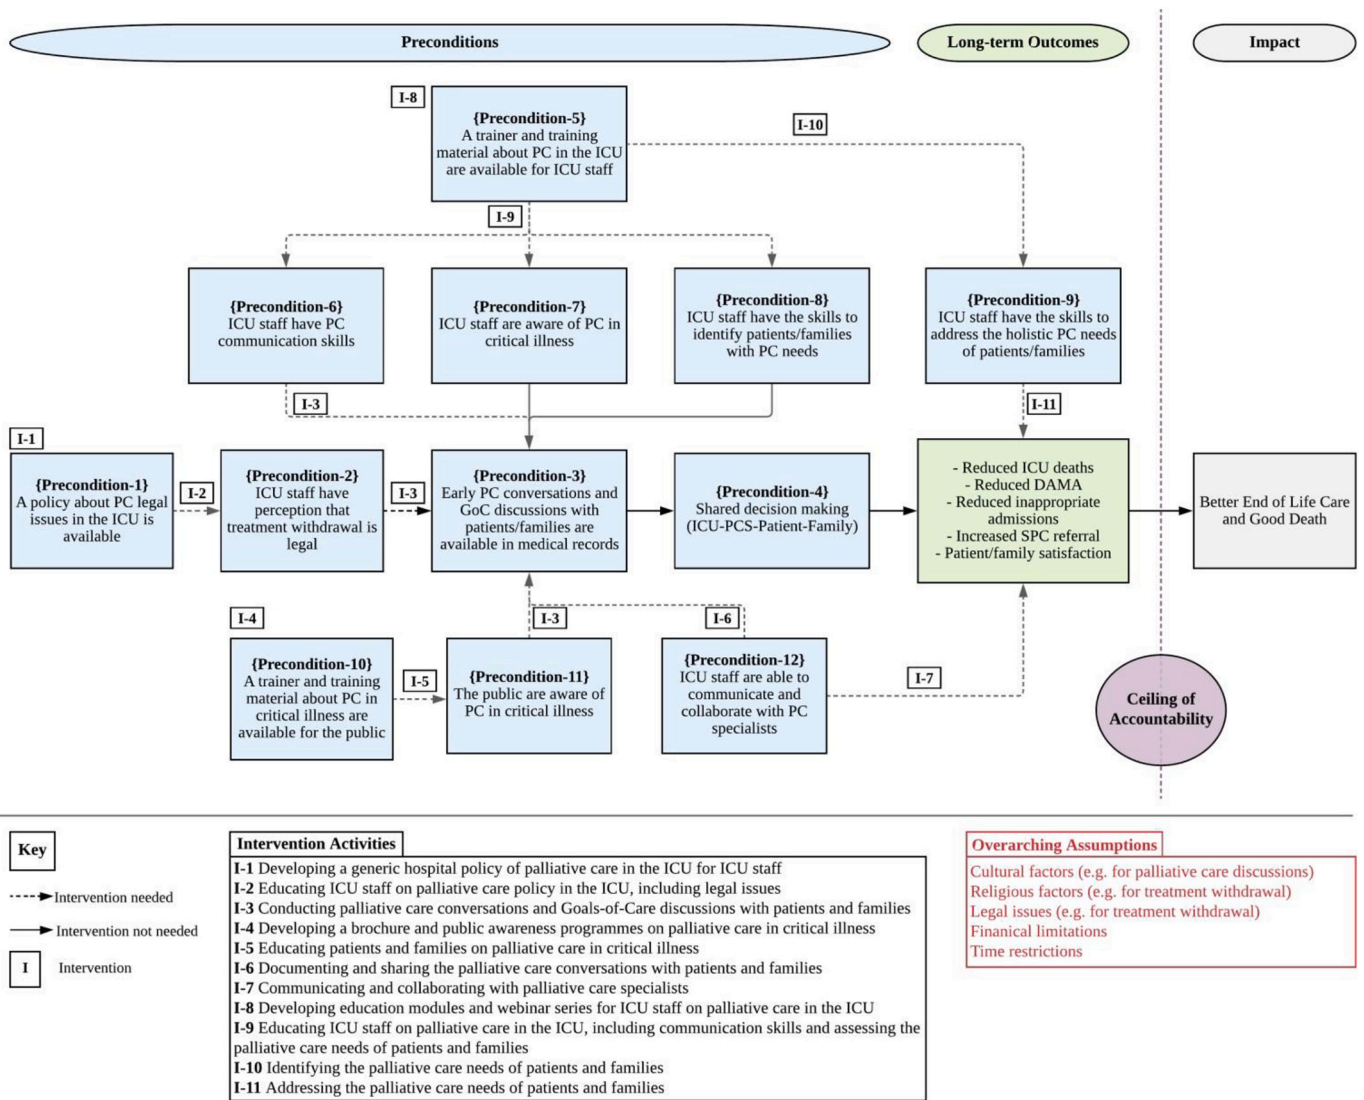 Preconditions
Long-term Outcomes
Impact
I-8
{Precondition-5}
A trainer and training
material about PC in the ICU
are available for ICU staff
I-10
I-9
{Precondition-6}
ICU staff have PC
communication skills
{Precondition-7}
ICU staff are aware of PC in
critical illness
{Precondition-8}
ICU staff have the skills to
identify patients/families
with PC needs
{Precondition-9}
ICU staff have the skills to
address the holistic PC needs
of patients/families
I-3
I-11
I-1
{Precondition-1}
A policy about PC legal
issues in the ICU is
available
I-2
{Precondition-2}
ICU staff have
perception that
treatment withdrawal is
legal
I-3
{Precondition-3}
Early PC conversations and
GoC discussions with
patients/families are
available in medical records
{Precondition-4}
Shared decision making
(ICU-PCS-Patient-Family)
- Reduced ICU deaths
- Reduced DAMA
- Reduced inappropriate
admissions
- Increased SPC referral
- Patient/family satisfaction
Better End of Life Care
and Good Death
I-4
I-3
I-6
{Precondition-10}
A trainer and training
material about PC in
critical illness are
available for the public
I-5
{Precondition-11}
The public are aware of
PC in critical illness
{Precondition-12}
ICU staff are able to
communicate and
collaborate with PC
specialists
I-7
Ceiling of
Accountability
Key
Intervention needed
Intervention not needed
I Intervention
Intervention Activities
I-1 Developing a generic hospital policy of palliative care in the ICU for ICU staff
I-2 Educating ICU staff on palliative care policy in the ICU, including legal issues
I-3 Conducting palliative care conversations and Goals-of-Care discussions with patients and families
I-4 Developing a brochure and public awareness programmes on palliative care in critical illness
I-5 Educating patients and families on palliative care in critical illness
I-6 Documenting and sharing the palliative care conversations with patients and families
I-7 Communicating and collaborating with palliative care specialists
I-8 Developing education modules and webinar series for ICU staff on palliative care in the ICU
I-9 Educating ICU staff on palliative care in the ICU, including communication skills and assessing the
palliative care needs of patients and families
I-10 Identifying the palliative care needs of patients and families
I-11 Addressing the palliative care needs of patients and families
Overarching Assumptions
Cultural factors (e.g. for palliative care discussions)
Religious factors (e.g. for treatment withdrawal)
Legal issues (e.g. for treatment withdrawal)
Finanical limitations
Time restrictions